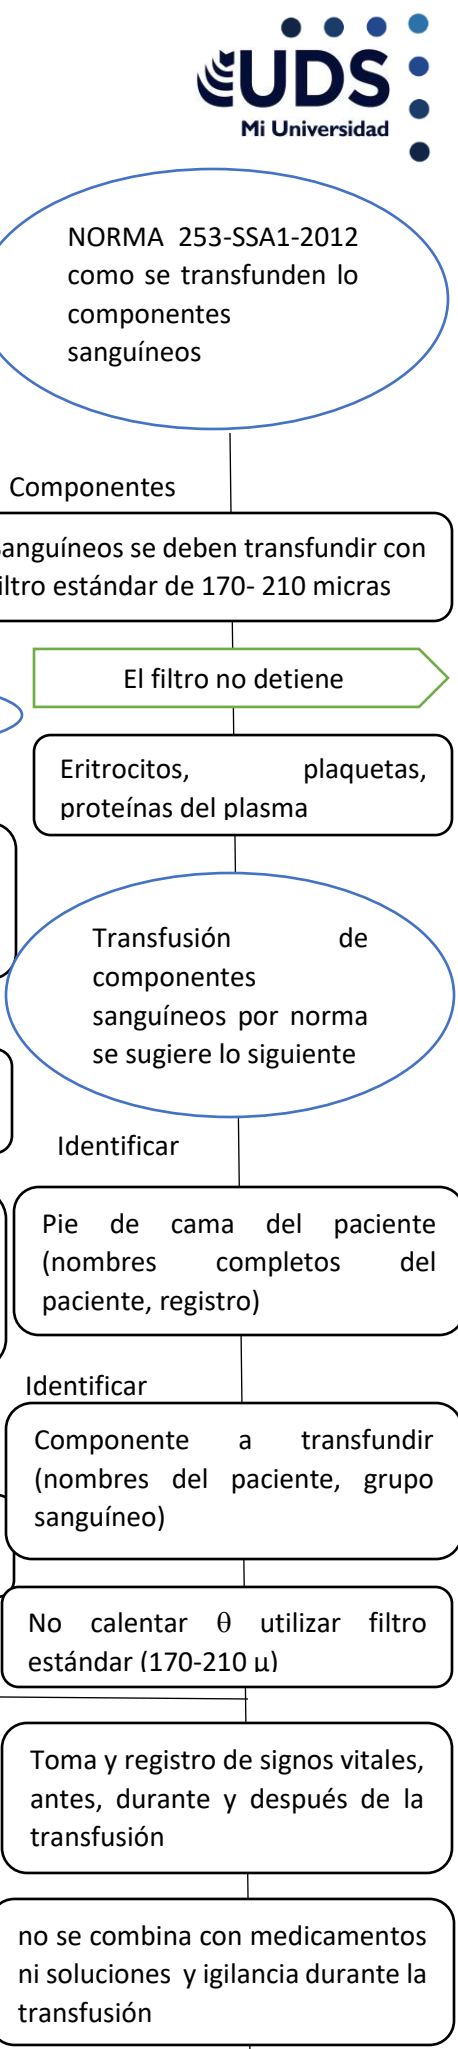 UDS
Mi Universidad
NORMA 253-SSA1-2012
como se transfunden lo
componentes
sanguíneos
Componentes
sanguíneos se deben transfundir con
filtro estándar de 170- 210 micras
El filtro no detiene
Eritrocitos, plaquetas,
proteínas del plasma
Transfusión de
componentes
sanguíneos por norma
se sugiere lo siguiente
Identificar
Pie de cama del paciente
(nombres completos del
paciente, registro)
Identificar
Componente a transfundir
(nombres del paciente, grupo
sanguíneo)
No calentar θ utilizar filtro
estándar (170-210 µ)
Toma y registro de signos vitales,
antes, durante y después de la
transfusión
no se combina con medicamentos
ni soluciones y igilancia durante la
transfusión